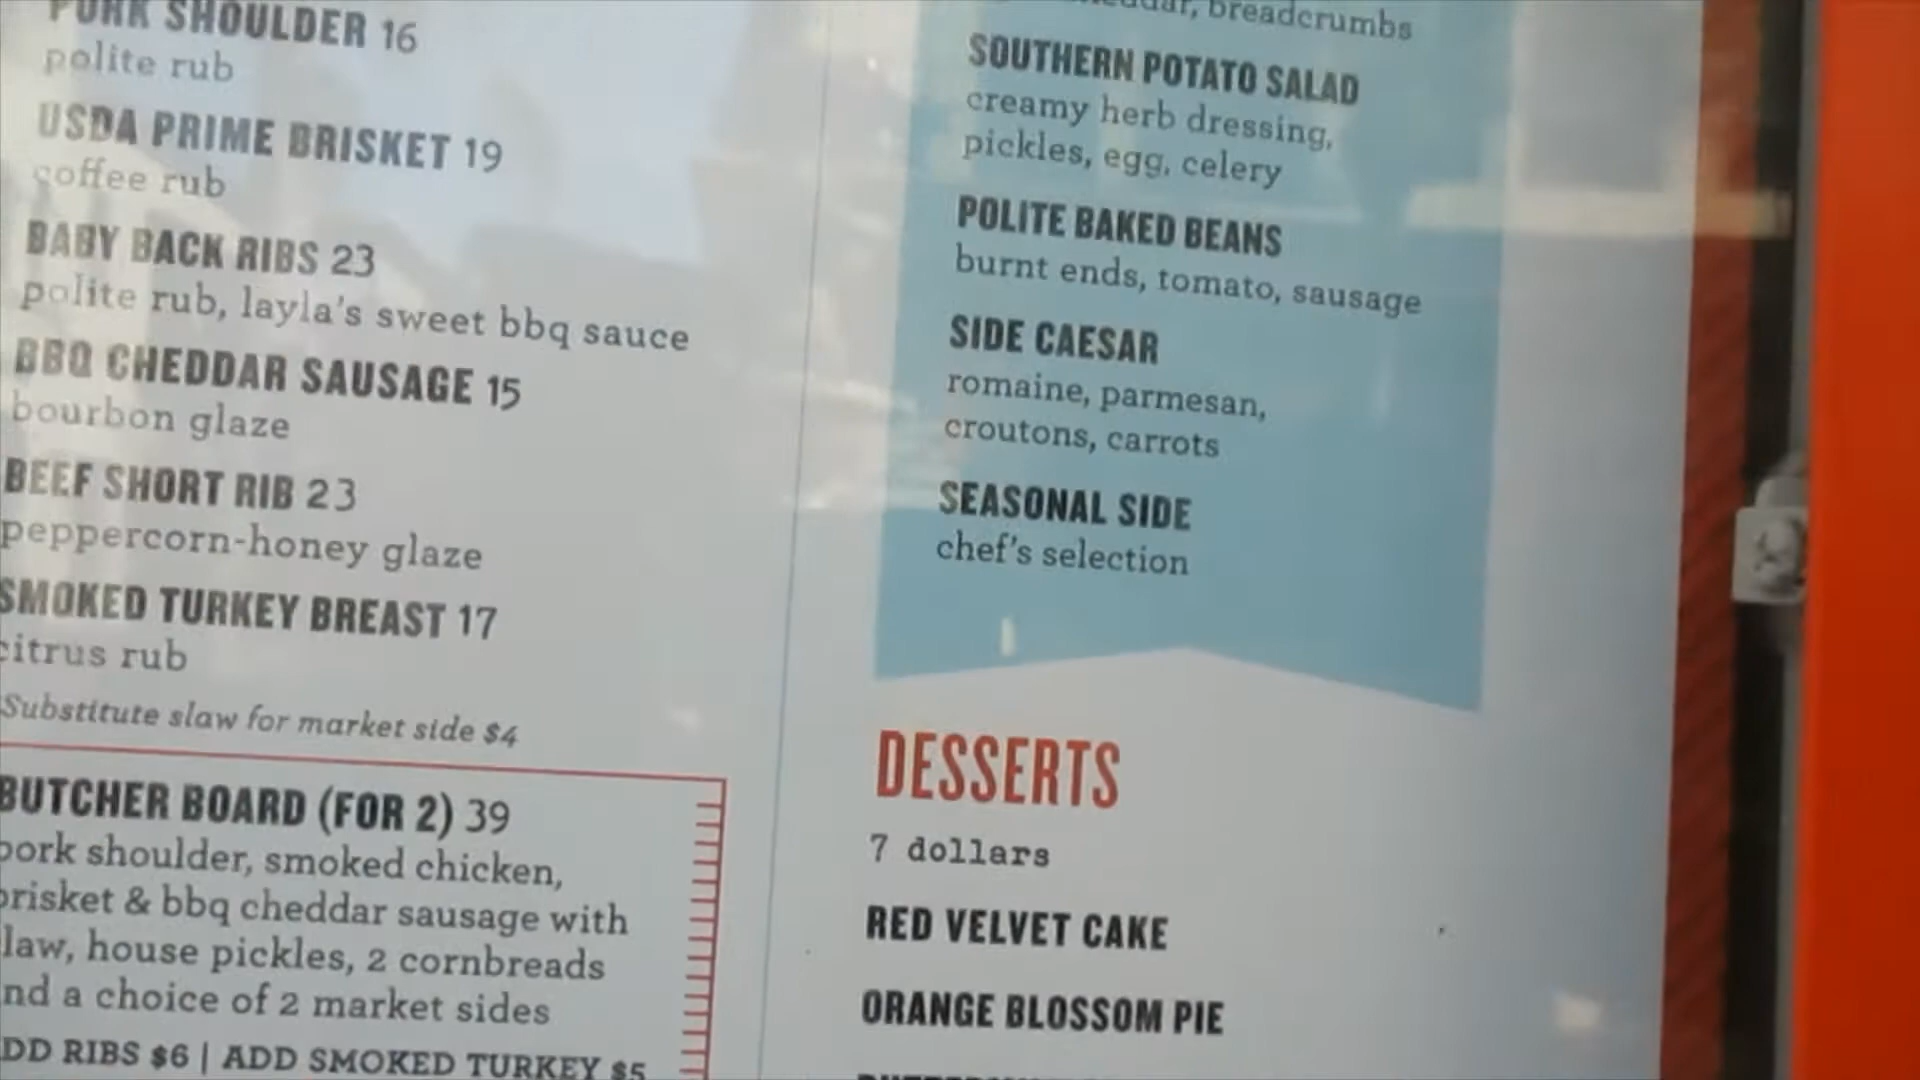 PORK SHOULDER 16
polite rub
USDA PRIME BRISKET 19
coffee rub
BABY BACK RIBS 23
polite rub, layla's sweet bbq sauce
BBQ CHEDDAR SAUSAGE 15
bourbon glaze
BEEF SHORT RIB 23
peppercorn-honey glaze
SMOKED TURKEY BREAST 17
citrus rub
Substitute slaw for market side $4
BUTCHER BOARD (FOR 2) 39
pork shoulder, smoked chicken,
brisket & bbq cheddar sausage with
law, house pickles, 2 cornbreads
nd a choice of 2 market sides
DD RIBS $6 | ADD SMOKED TURKEY $5
breadcrumbs
SOUTHERN POTATO SALAD
creamy herb dressing,
pickles, egg, celery
POLITE BAKED BEANS
burnt ends, tomato, sausage
SIDE CAESAR
romaine, parmesan,
croutons, carrots
SEASONAL SIDE
chef's selection
DESSERTS
7 dollars
RED VELVET CAKE
ORANGE BLOSSOM PIE